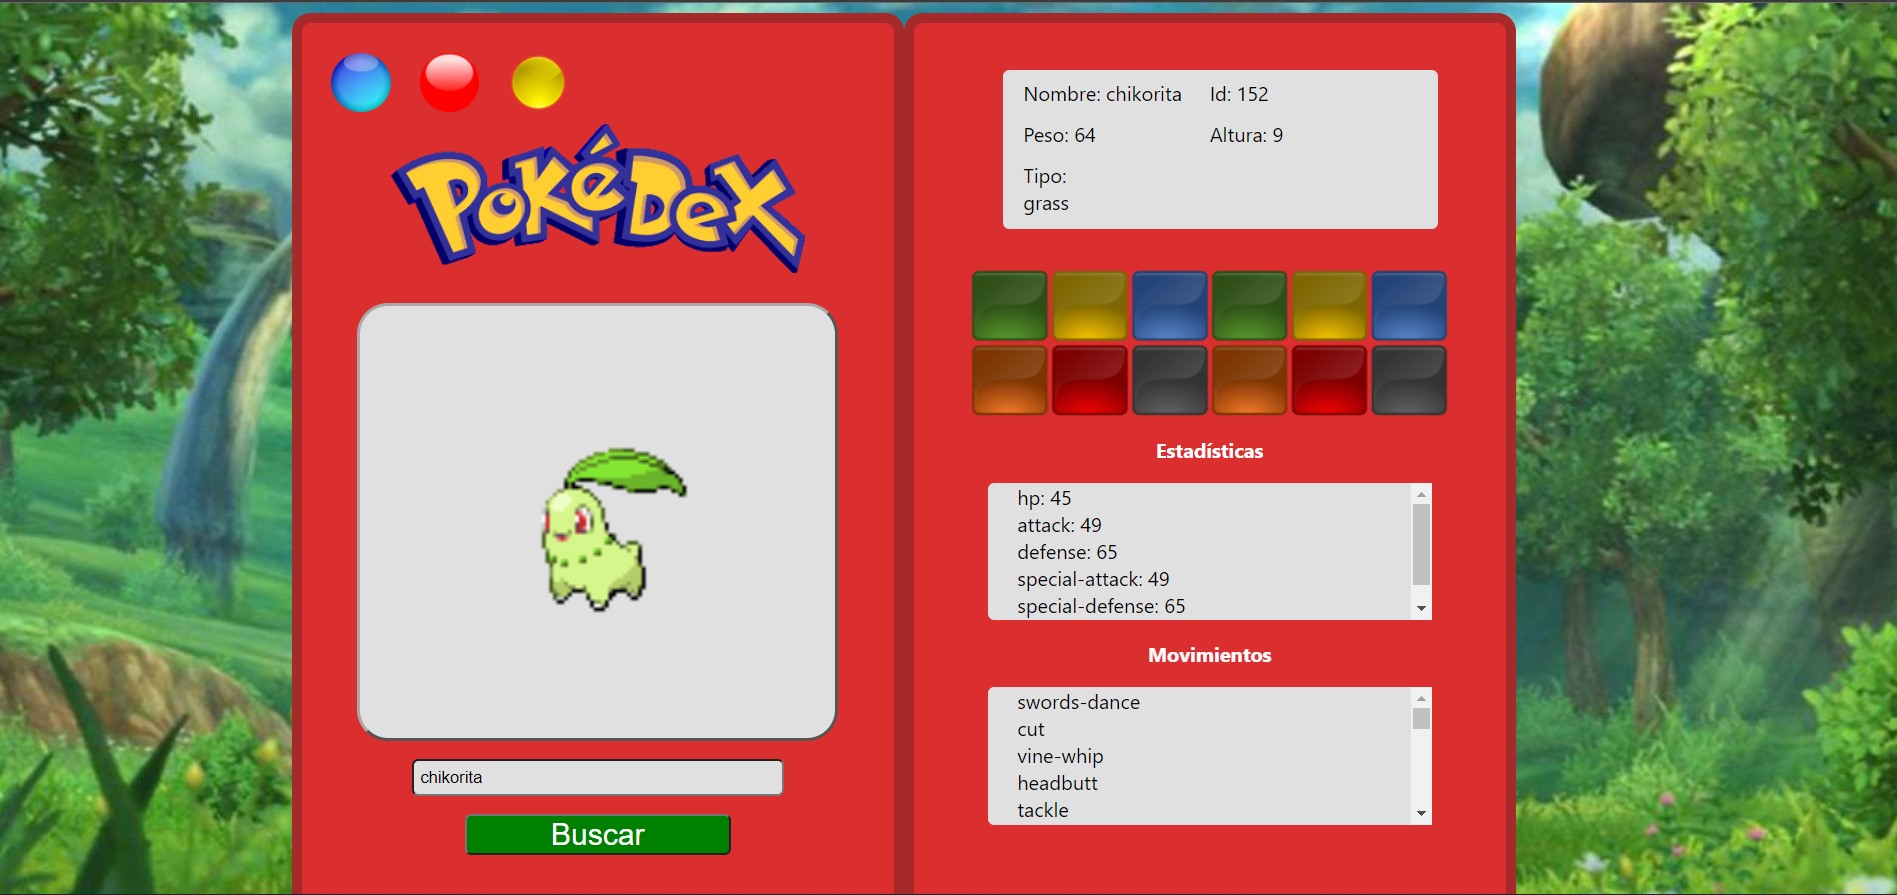 PoKéDex
chikorita
Buscar
Nombre: chikorita Id: 152
Peso: 64 Altura: 9
Tipo:
grass
Estadísticas
hp: 45
attack: 49
defense: 65
special-attack: 49
special-defense: 65
Movimientos
swords-dance
cut
vine-whip
headbutt
tackle